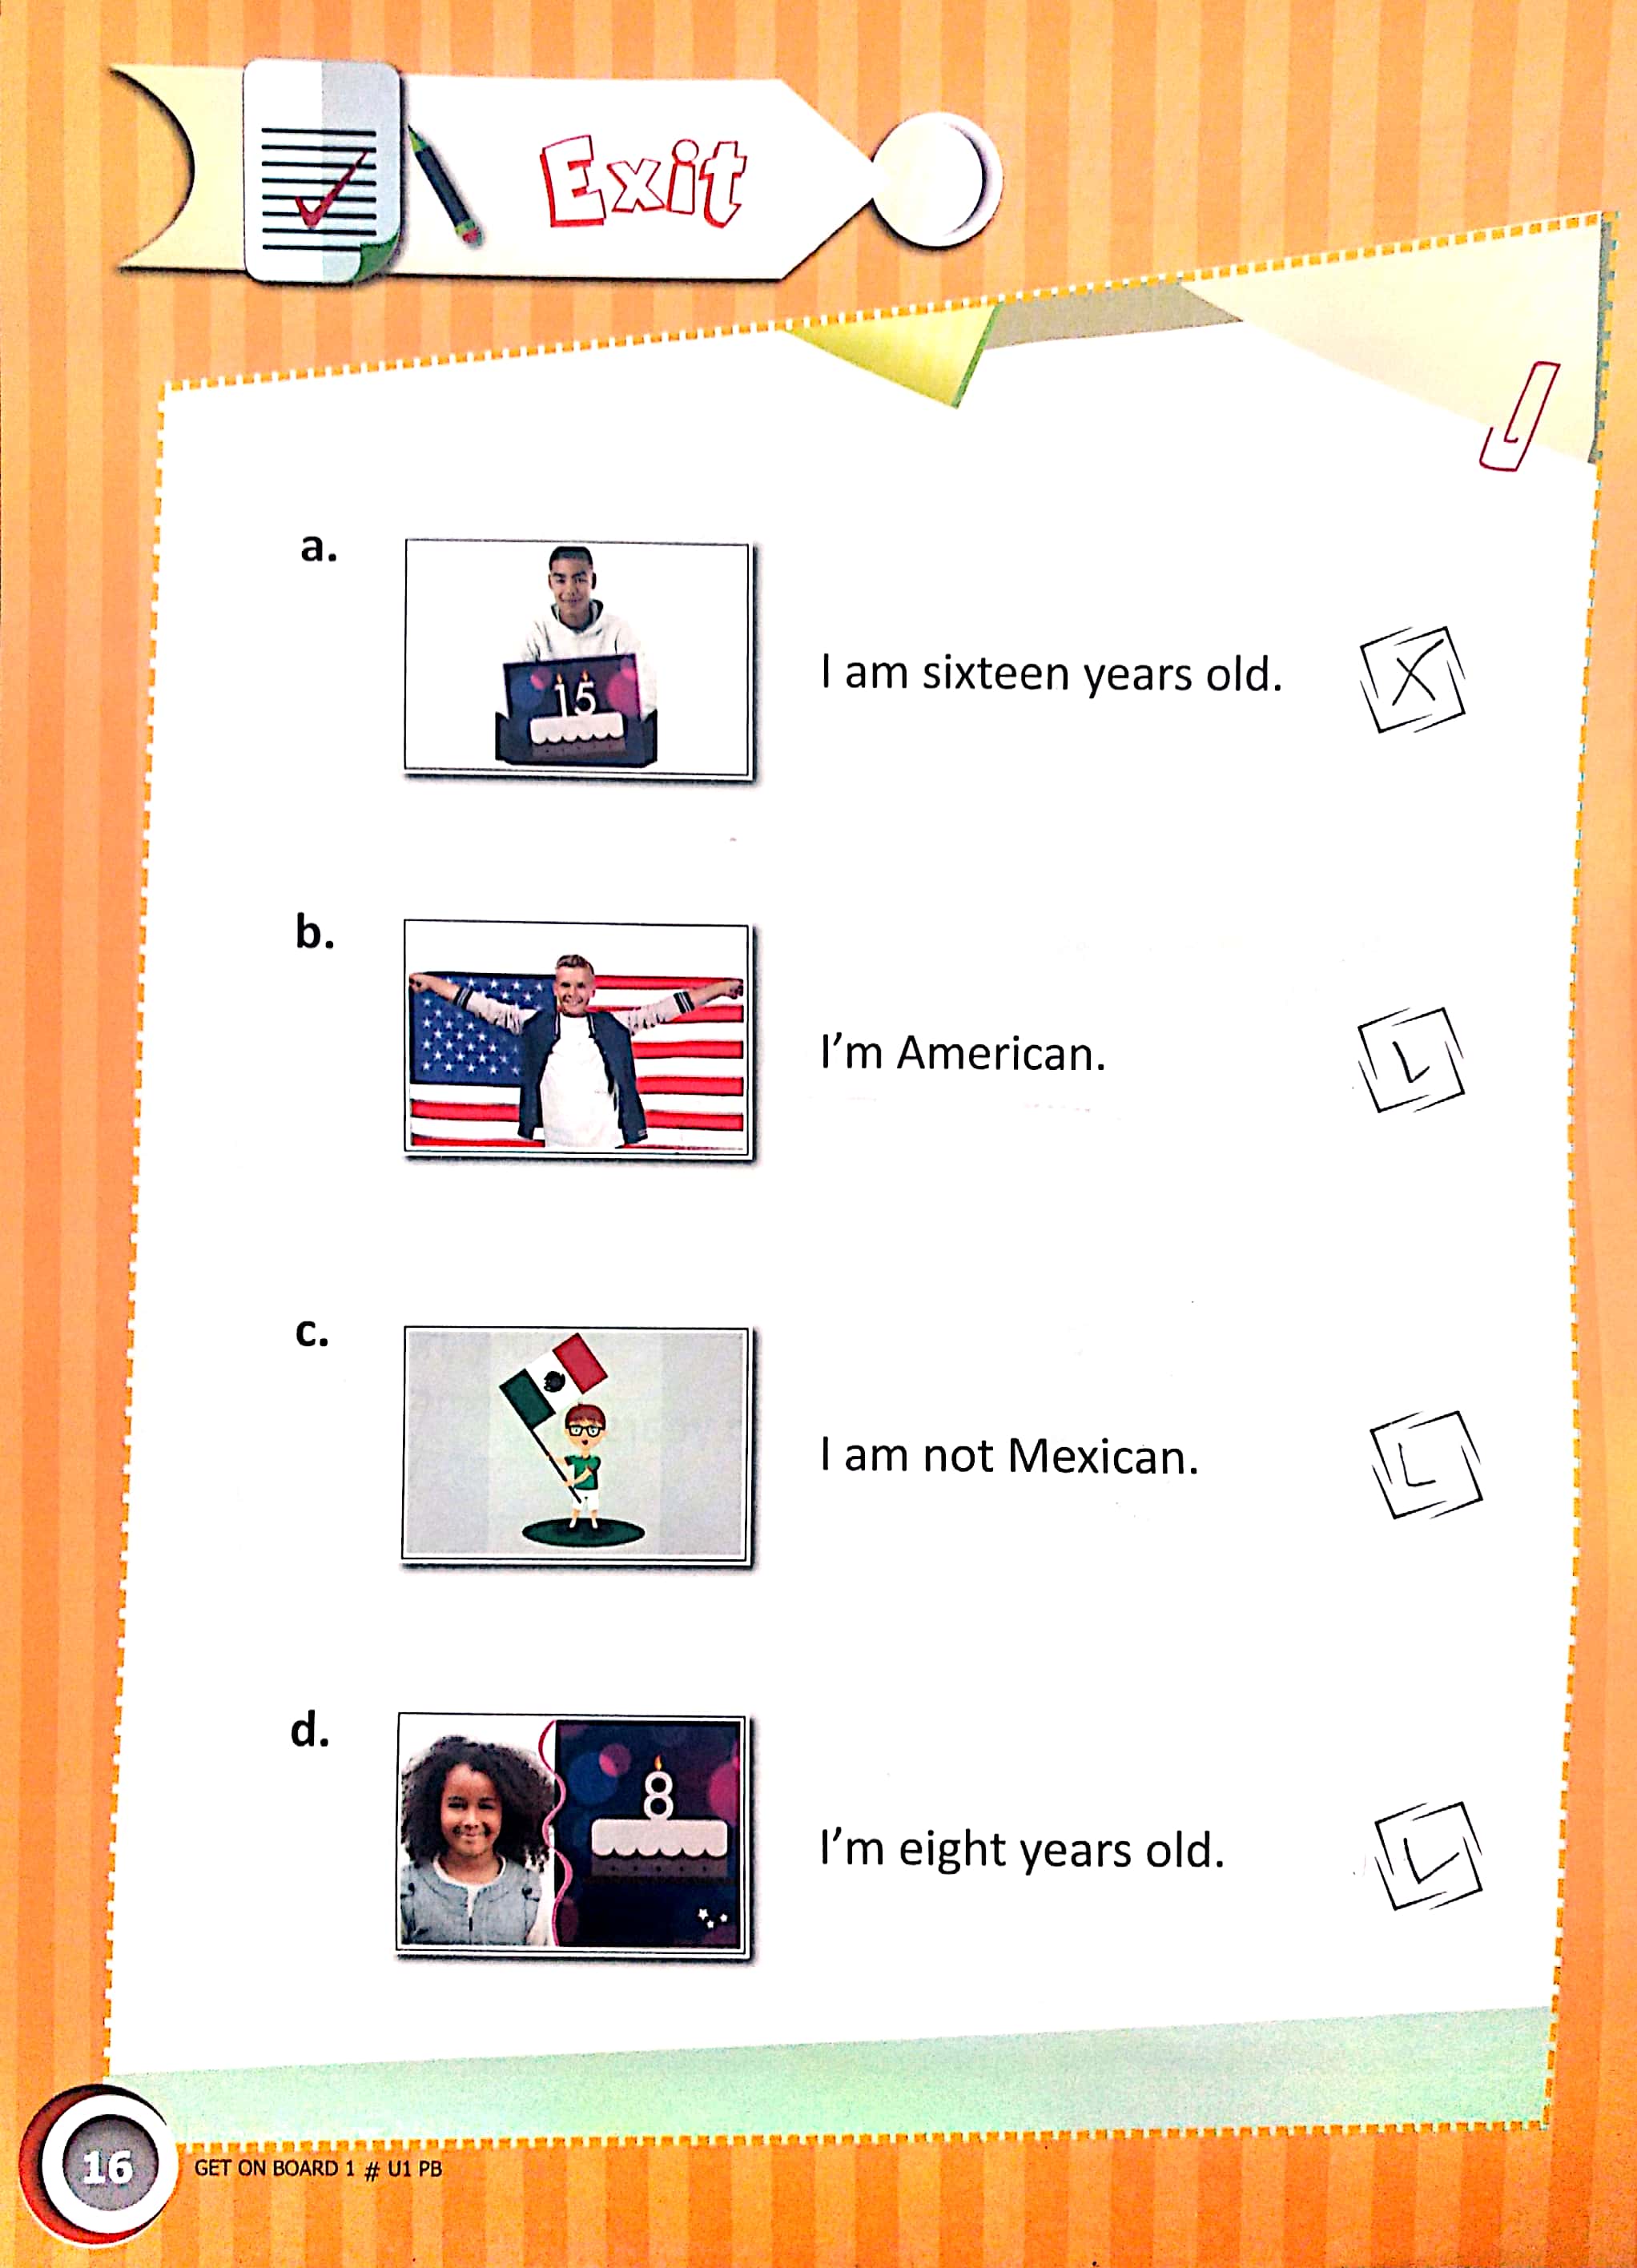 Exit
a.
15
I am sixteen years old.
X
b.
I'm American.
c.
I am not Mexican.
d.
8
I'm eight years old.
16
GET ON BOARD 1 # U1 PB